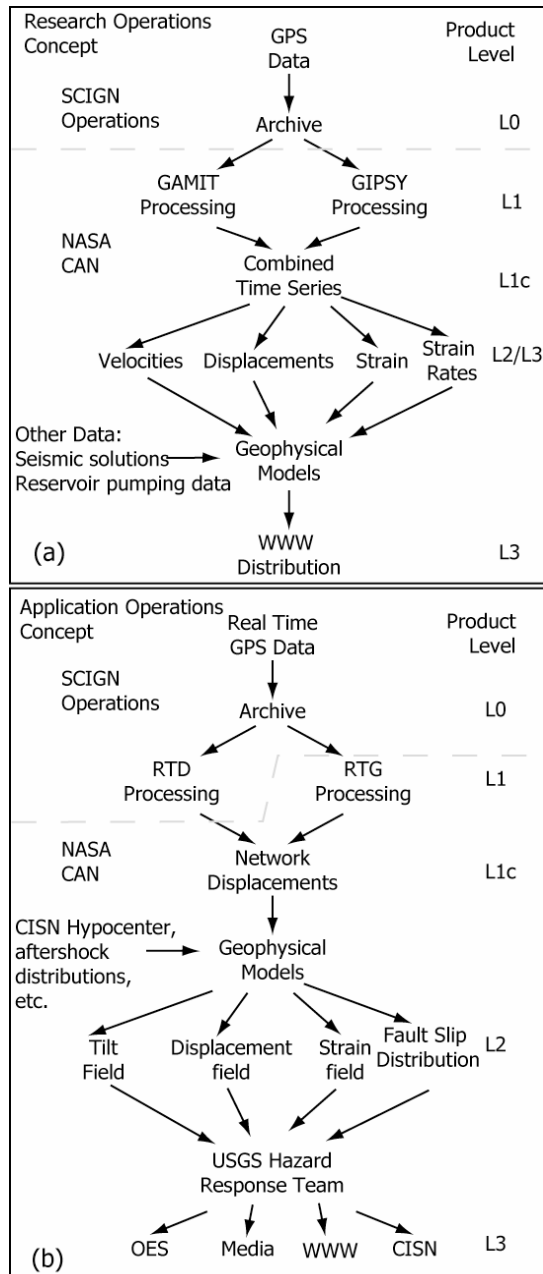 Research Operations
Concept
GPS
Data
Product
Level
SCIGN
Operations
Archive
L0
GAMIT
Processing
GIPSY
Processing
L1
NASA
CAN
Combined
Time Series
L1c
Velocities
Displacements
Strain
Strain
Rates
L2/L3
Other Data:
Seismic solutions
Reservoir pumping data
Geophysical
Models
WWW
Distribution
L3
(a)
Application Operations
Concept
Real Time
GPS Data
Product
Level
SCIGN
Operations
Archive
L0
RTD
Processing
RTG
Processing
L1
NASA
CAN
Network
Displacements
L1c
CISN Hypocenter,
aftershock
distributions,
etc.
Geophysical
Models
Tilt
Field
Displacement
field
Strain
field
Fault Slip
Distribution
L2
USGS Hazard
Response Team
OES
Media
WWW
CISN
L3
(b)